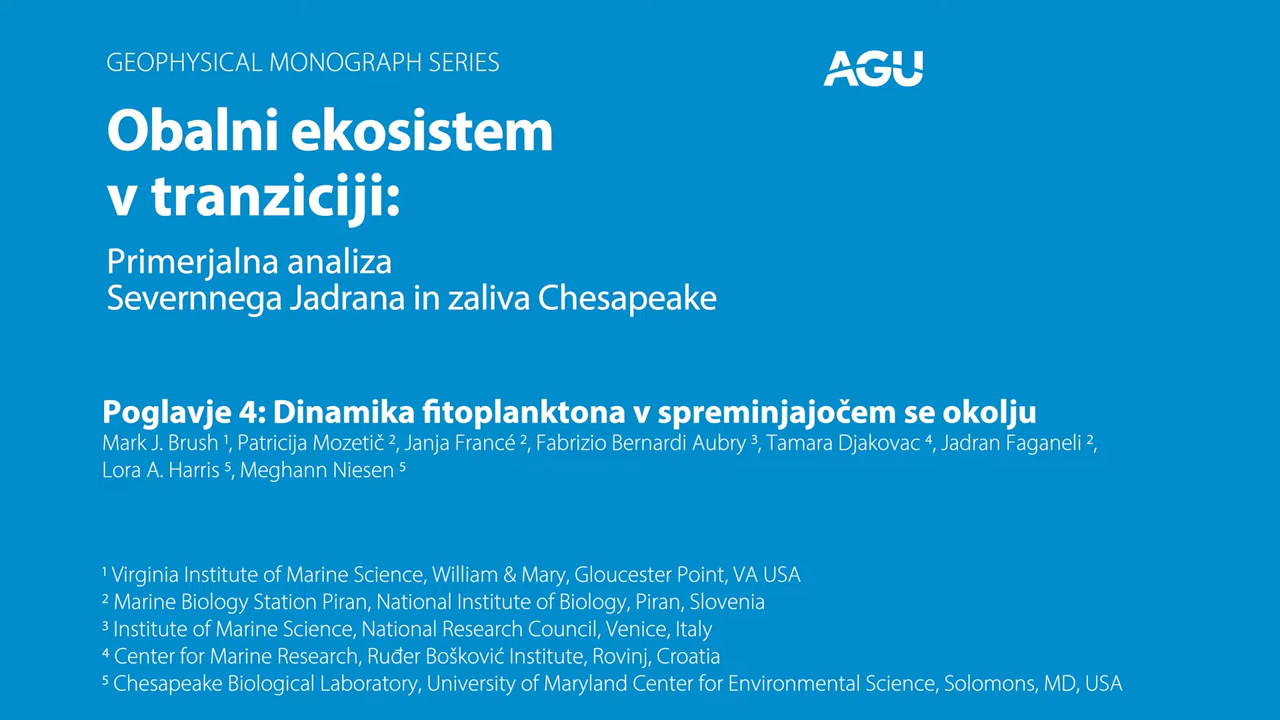 GEOPHYSICAL MONOGRAPH SERIES
AGU
Obalni ekosistem
v tranziciji:
Primerjalna analiza
Severnnega Jadrana in zaliva Chesapeake
Poglavje 4: Dinamika fitoplanktona v spreminjajočem se okolju
Mark J. Brush ¹, Patricija Mozetič ², Janja Francé ², Fabrizio Bernardi Aubry ³, Tamara Djakovac ⁴, Jadran Faganeli ²,
Lora A. Harris ⁵, Meghann Niesen ⁵
¹ Virginia Institute of Marine Science, William & Mary, Gloucester Point, VA USA
² Marine Biology Station Piran, National Institute of Biology, Piran, Slovenia
³ Institute of Marine Science, National Research Council, Venice, Italy
⁴ Center for Marine Research, Ruđer Bošković Institute, Rovinj, Croatia
⁵ Chesapeake Biological Laboratory, University of Maryland Center for Environmental Science, Solomons, MD, USA